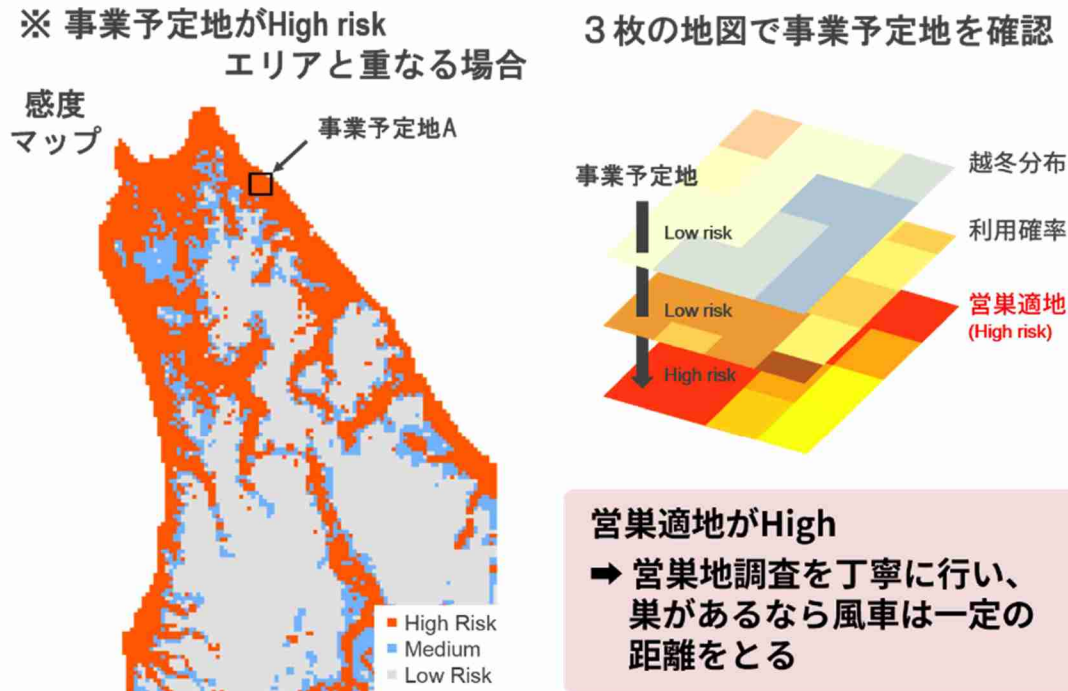 ※ 事業予定地がHigh risk
エリアと重なる場合
感度
マップ
事業予定地A
High Risk
Medium
Low Risk
3枚の地図で事業予定地を確認
事業予定地
越冬分布
利用確率
営巣適地
(High risk)
Low risk
Low risk
High risk
営巣適地がHigh
➡ 営巣地調査を丁寧に行い、
巣があるなら風車は一定の
距離をとる